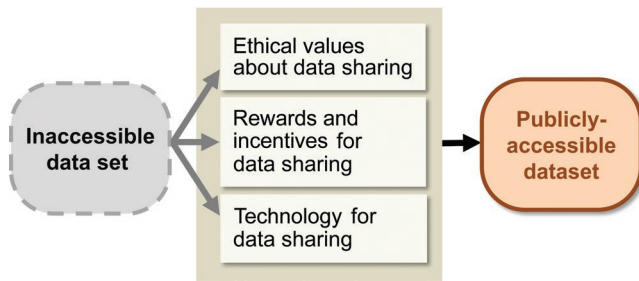 Inaccessible
data set
Ethical values
about data sharing
Rewards and
incentives for
data sharing
Technology for
data sharing
Publicly-
accessible
dataset